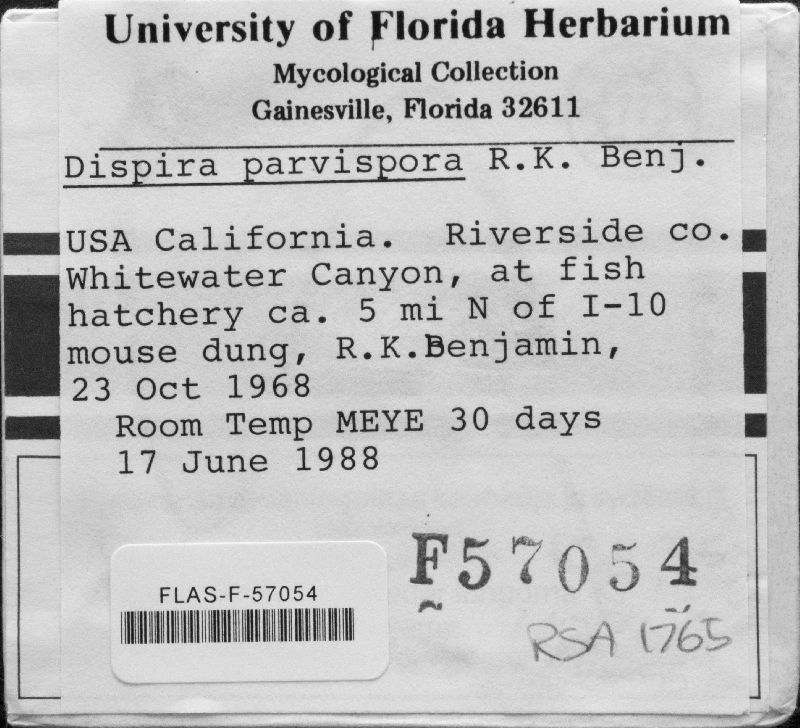 University of Florida Herbarium
Mycological Collection
Gainesville, Florida 32611
Dispira parvispora R.K. Benj.
USA California. Riverside co.
Whitewater Canyon, at fish
hatchery ca. 5 mi N of I-10
mouse dung, R.K.Benjamin,
23 Oct 1968
Room Temp MEYE 30 days
17 June 1988
F57054
FLAS-F-57054
RSA 1765